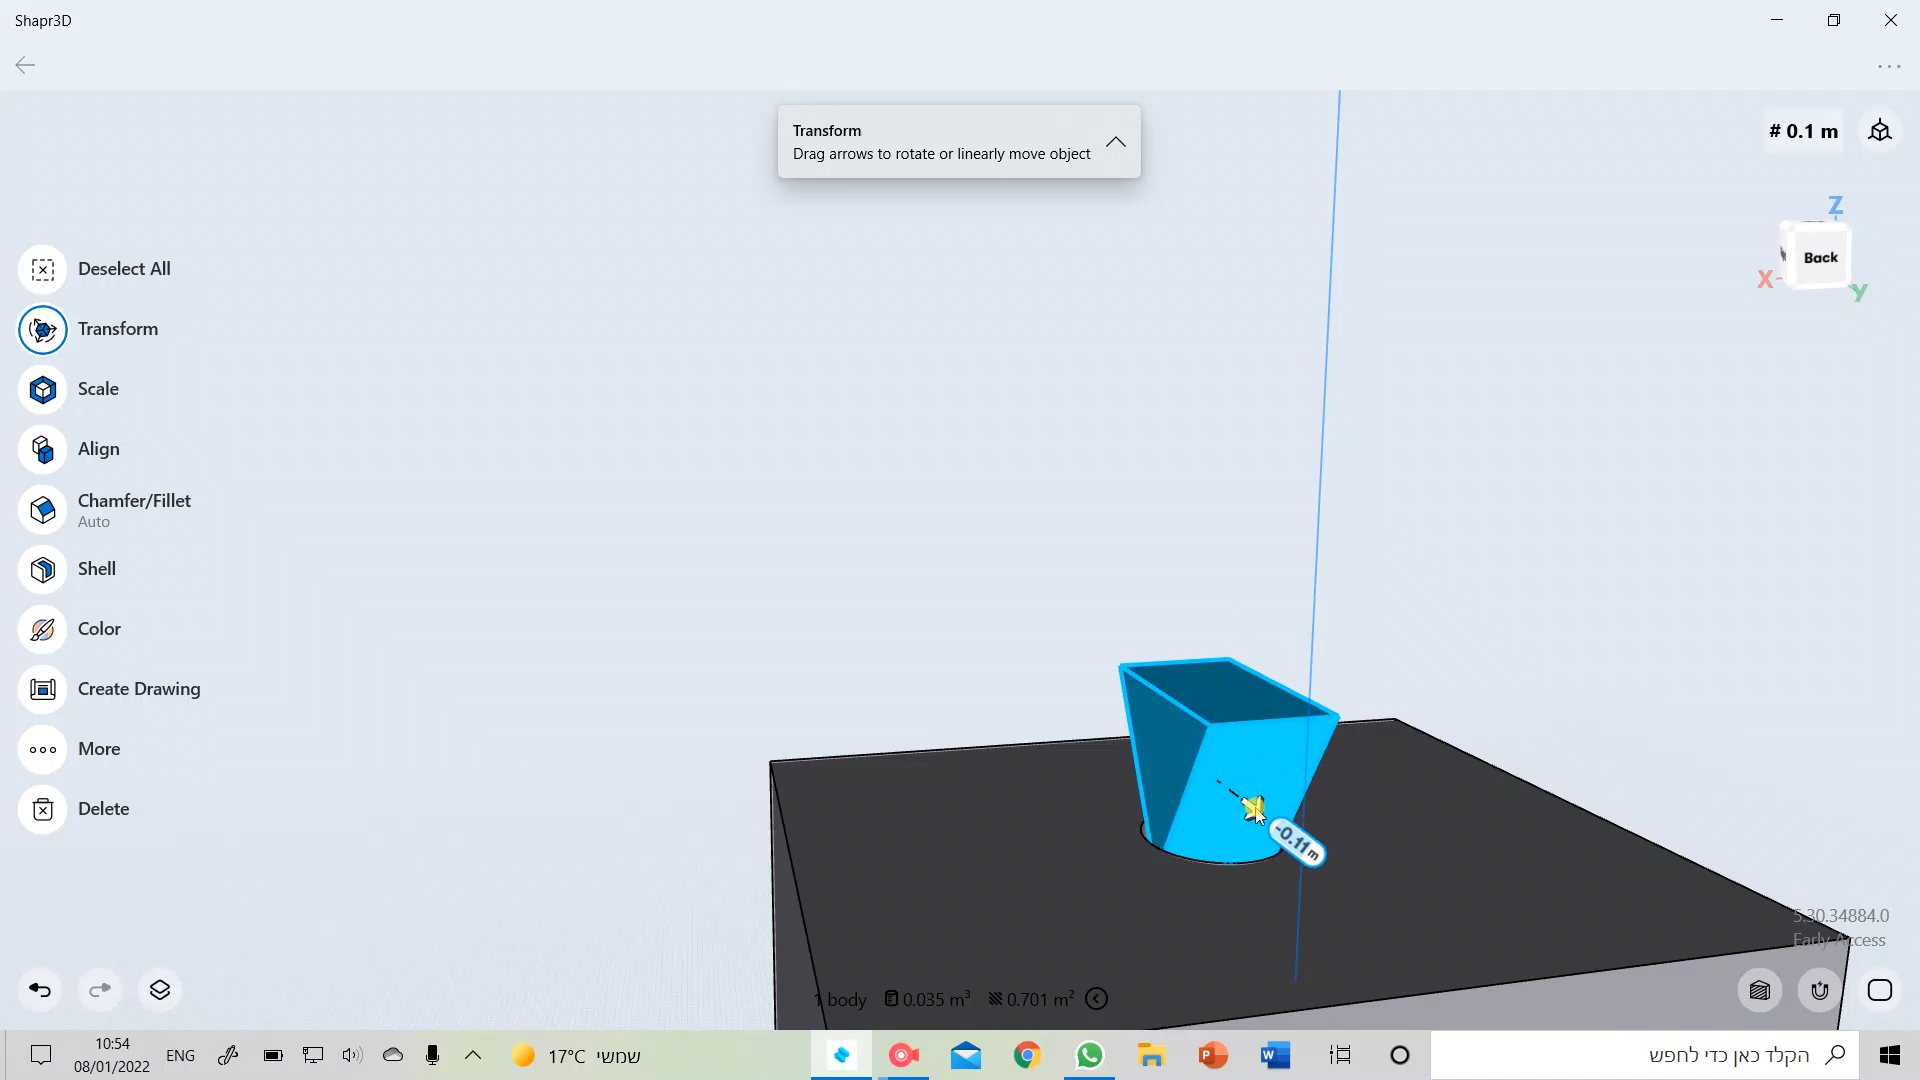 Shapr3D
Transform
Drag arrows to rotate or linearly move object
# 0.1 m
Z
Back
X
Y
Deselect All
Transform
Scale
Align
Chamfer/Fillet
Auto
Shell
Color
Create Drawing
More
Delete
-0.11m
5.30.34884.0
Early Access
1 body 0.035 m³ 0.701 m²
10:54
08/01/2022
ENG
17°C שמשי
הקלד כאן כדי לחפש